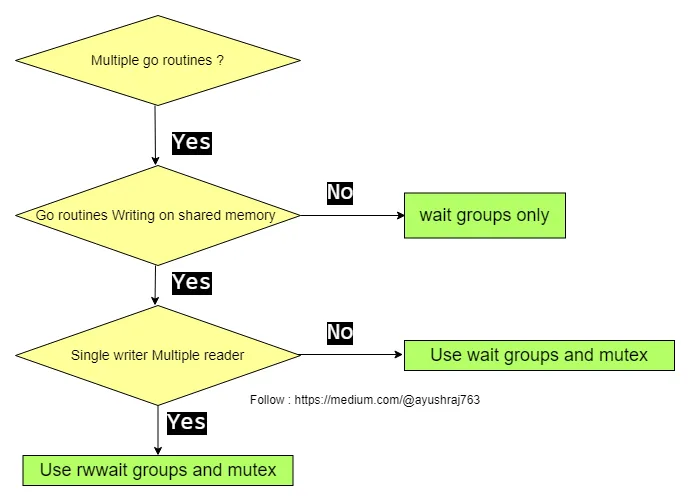 Multiple go routines ?
Yes
Go routines Writing on shared memory
No
wait groups only
Yes
Single writer Multiple reader
No
Use wait groups and mutex
Follow : https://medium.com/@ayushraj763
Yes
Use rwwait groups and mutex